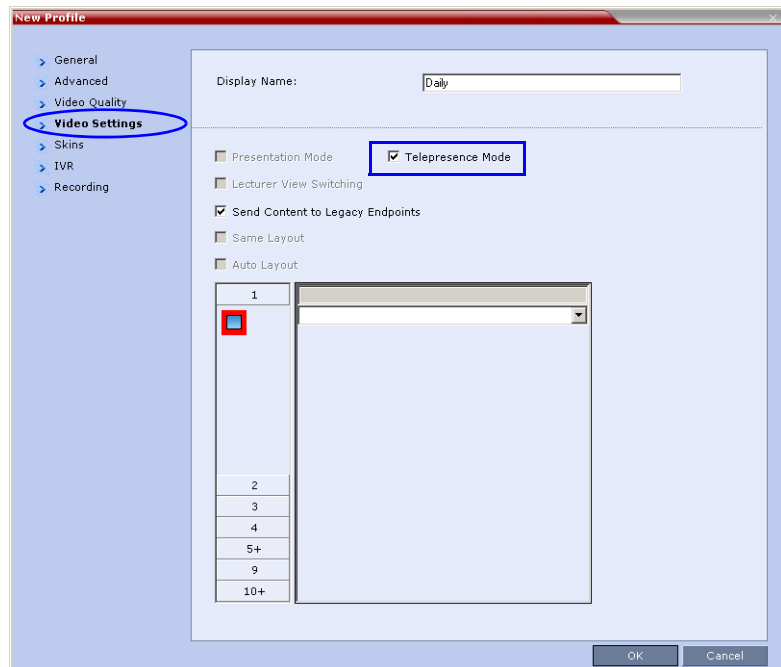 New Profile
General
Advanced
Video Quality
Video Settings
Skins
IVR
Recording
Display Name: Daily
Presentation Mode Telepresence Mode
Lecturer View Switching
Send Content to Legacy Endpoints
Same Layout
Auto Layout
1
2
3
4
5+
9
10+
OK Cancel